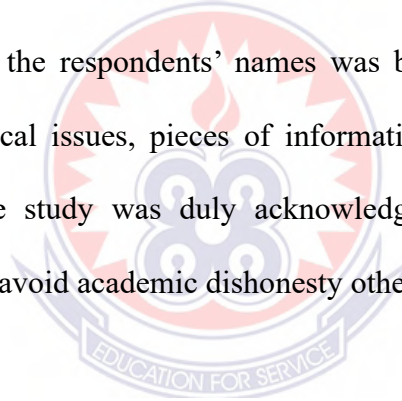 the respondents’ names was b
cal issues, pieces of informati
e study was duly acknowledg
avoid academic dishonesty othe
EDUCATION FOR SERVICE